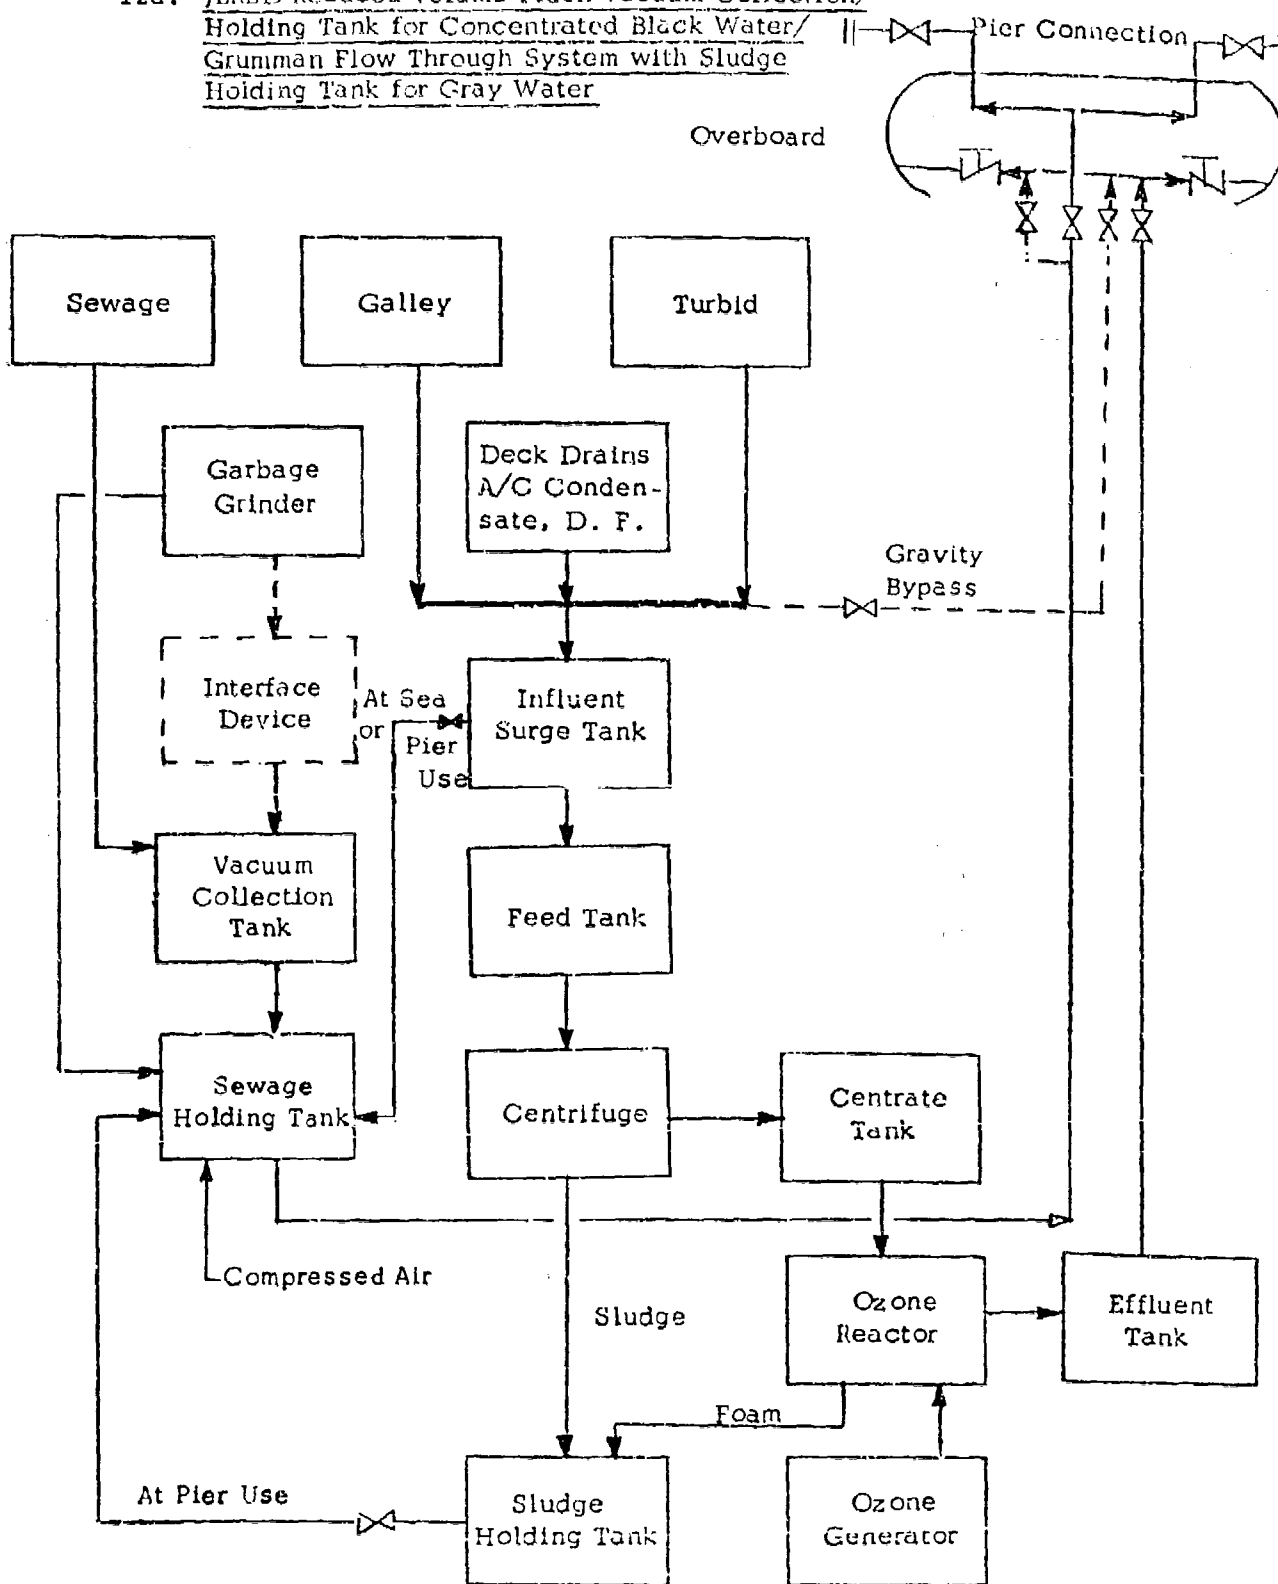 Holding Tank for Concentrated Black Water/
Grumman Flow Through System with Sludge
Holding Tank for Gray Water
Pier Connection
Overboard
Sewage
Galley
Turbid
Garbage
Grinder
Deck Drains
A/C Conden-
sate, D. F.
Gravity
Bypass
Interface
Device
At Sea
or
Pier
Use
Influent
Surge Tank
Vacuum
Collection
Tank
Feed Tank
Sewage
Holding Tank
Centrifuge
Centrate
Tank
Compressed Air
Sludge
Ozone
Reactor
Effluent
Tank
Foam
At Pier Use
Sludge
Holding Tank
Ozone
Generator